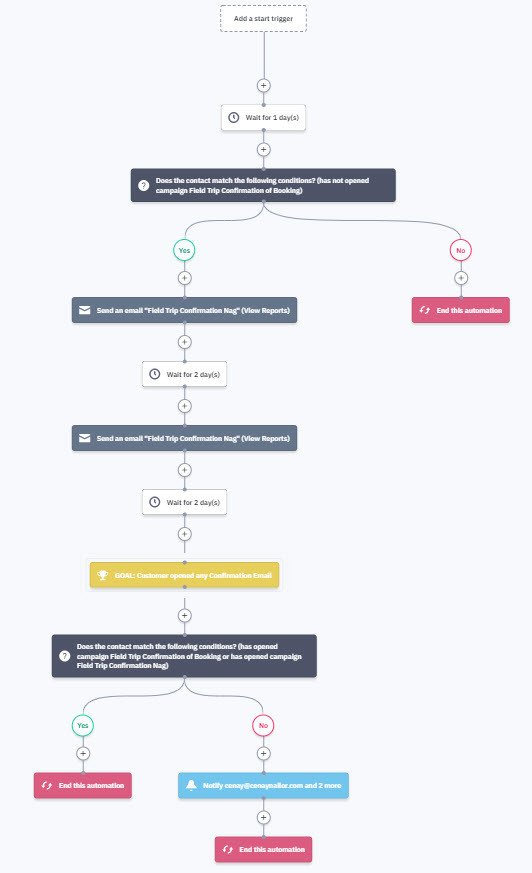 Add a start trigger
Wait for 1 day(s)
Does the contact match the following conditions? (has not opened
campaign Field Trip Confirmation of Booking)
Yes
No
Send an email "Field Trip Confirmation Nag" (View Reports)
End this automation
Wait for 2 day(s)
Send an email "Field Trip Confirmation Nag" (View Reports)
Wait for 2 day(s)
GOAL: Customer opened any Confirmation Email
Does the contact match the following conditions? (has opened
campaign Field Trip Confirmation of Booking or has opened campaign
Field Trip Confirmation Nag)
Yes
No
End this automation
Notify cenay@cenaynailor.com and 2 more
End this automation